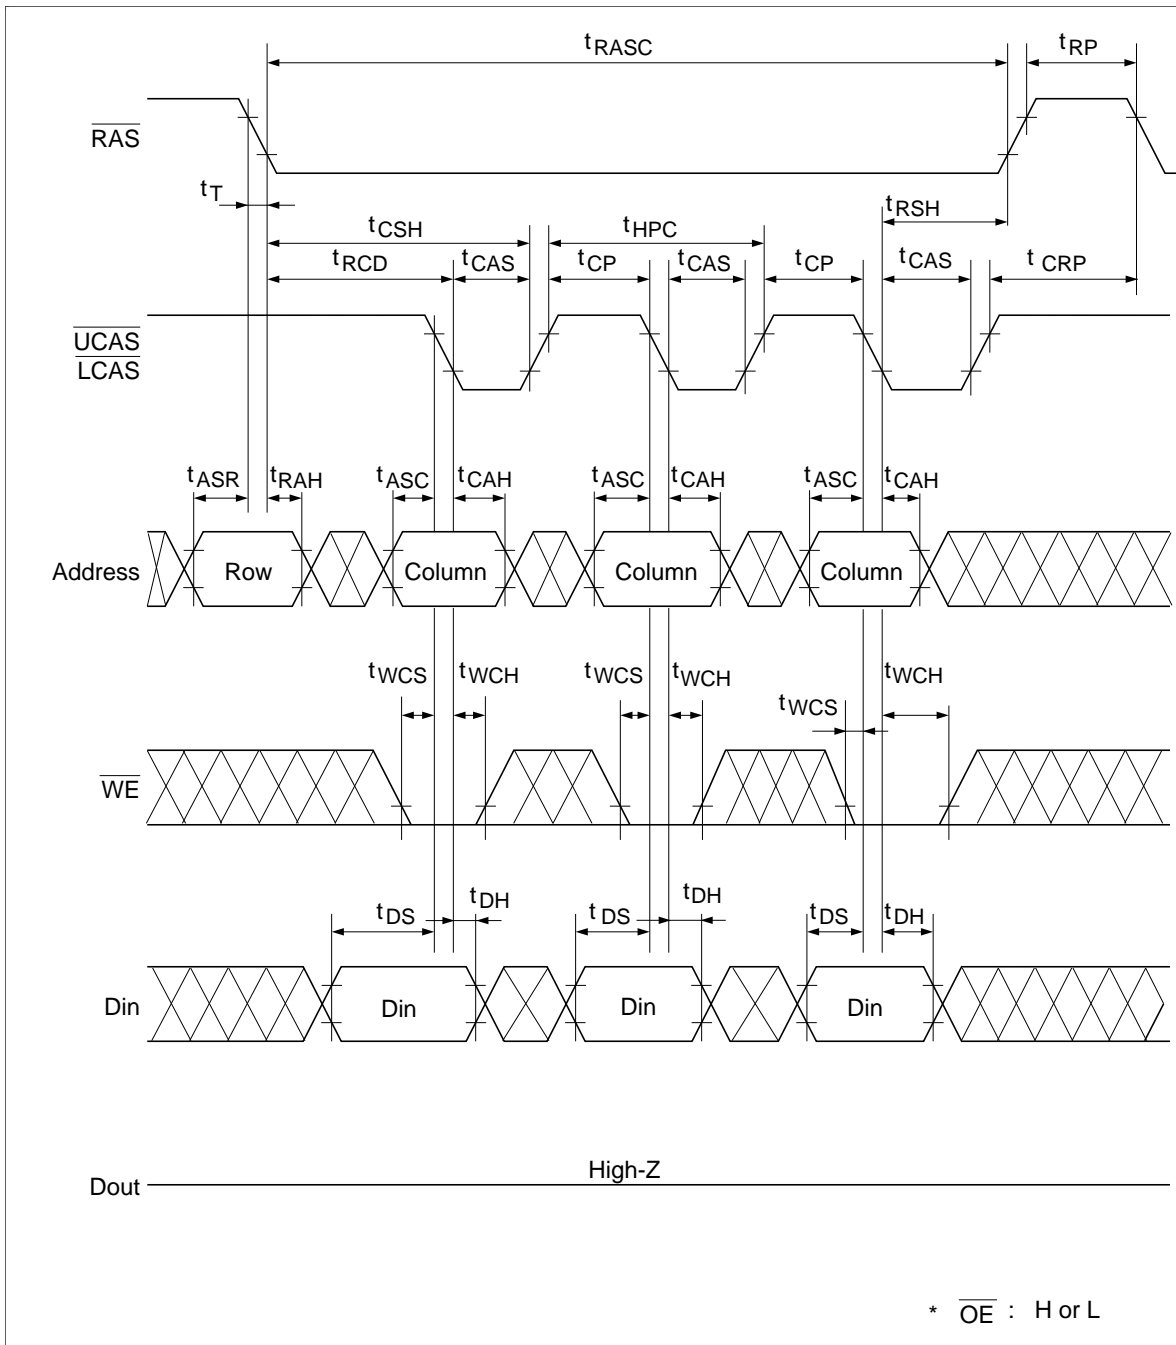 tRASC tRP
RAS
tT
tRSH
tCSH tHPC
tRCD tCAS tCP tCAS tCP tCAS tCRP
UCAS
LCAS
tASR tRAH tASC tCAH tASC tCAH tASC tCAH
Address Row Column Column Column
tWCS tWCH tWCS tWCH tWCS tWCH
WE
tDS tDH tDS tDH tDS tDH
Din Din Din Din
High-Z
Dout
* OE : H or L